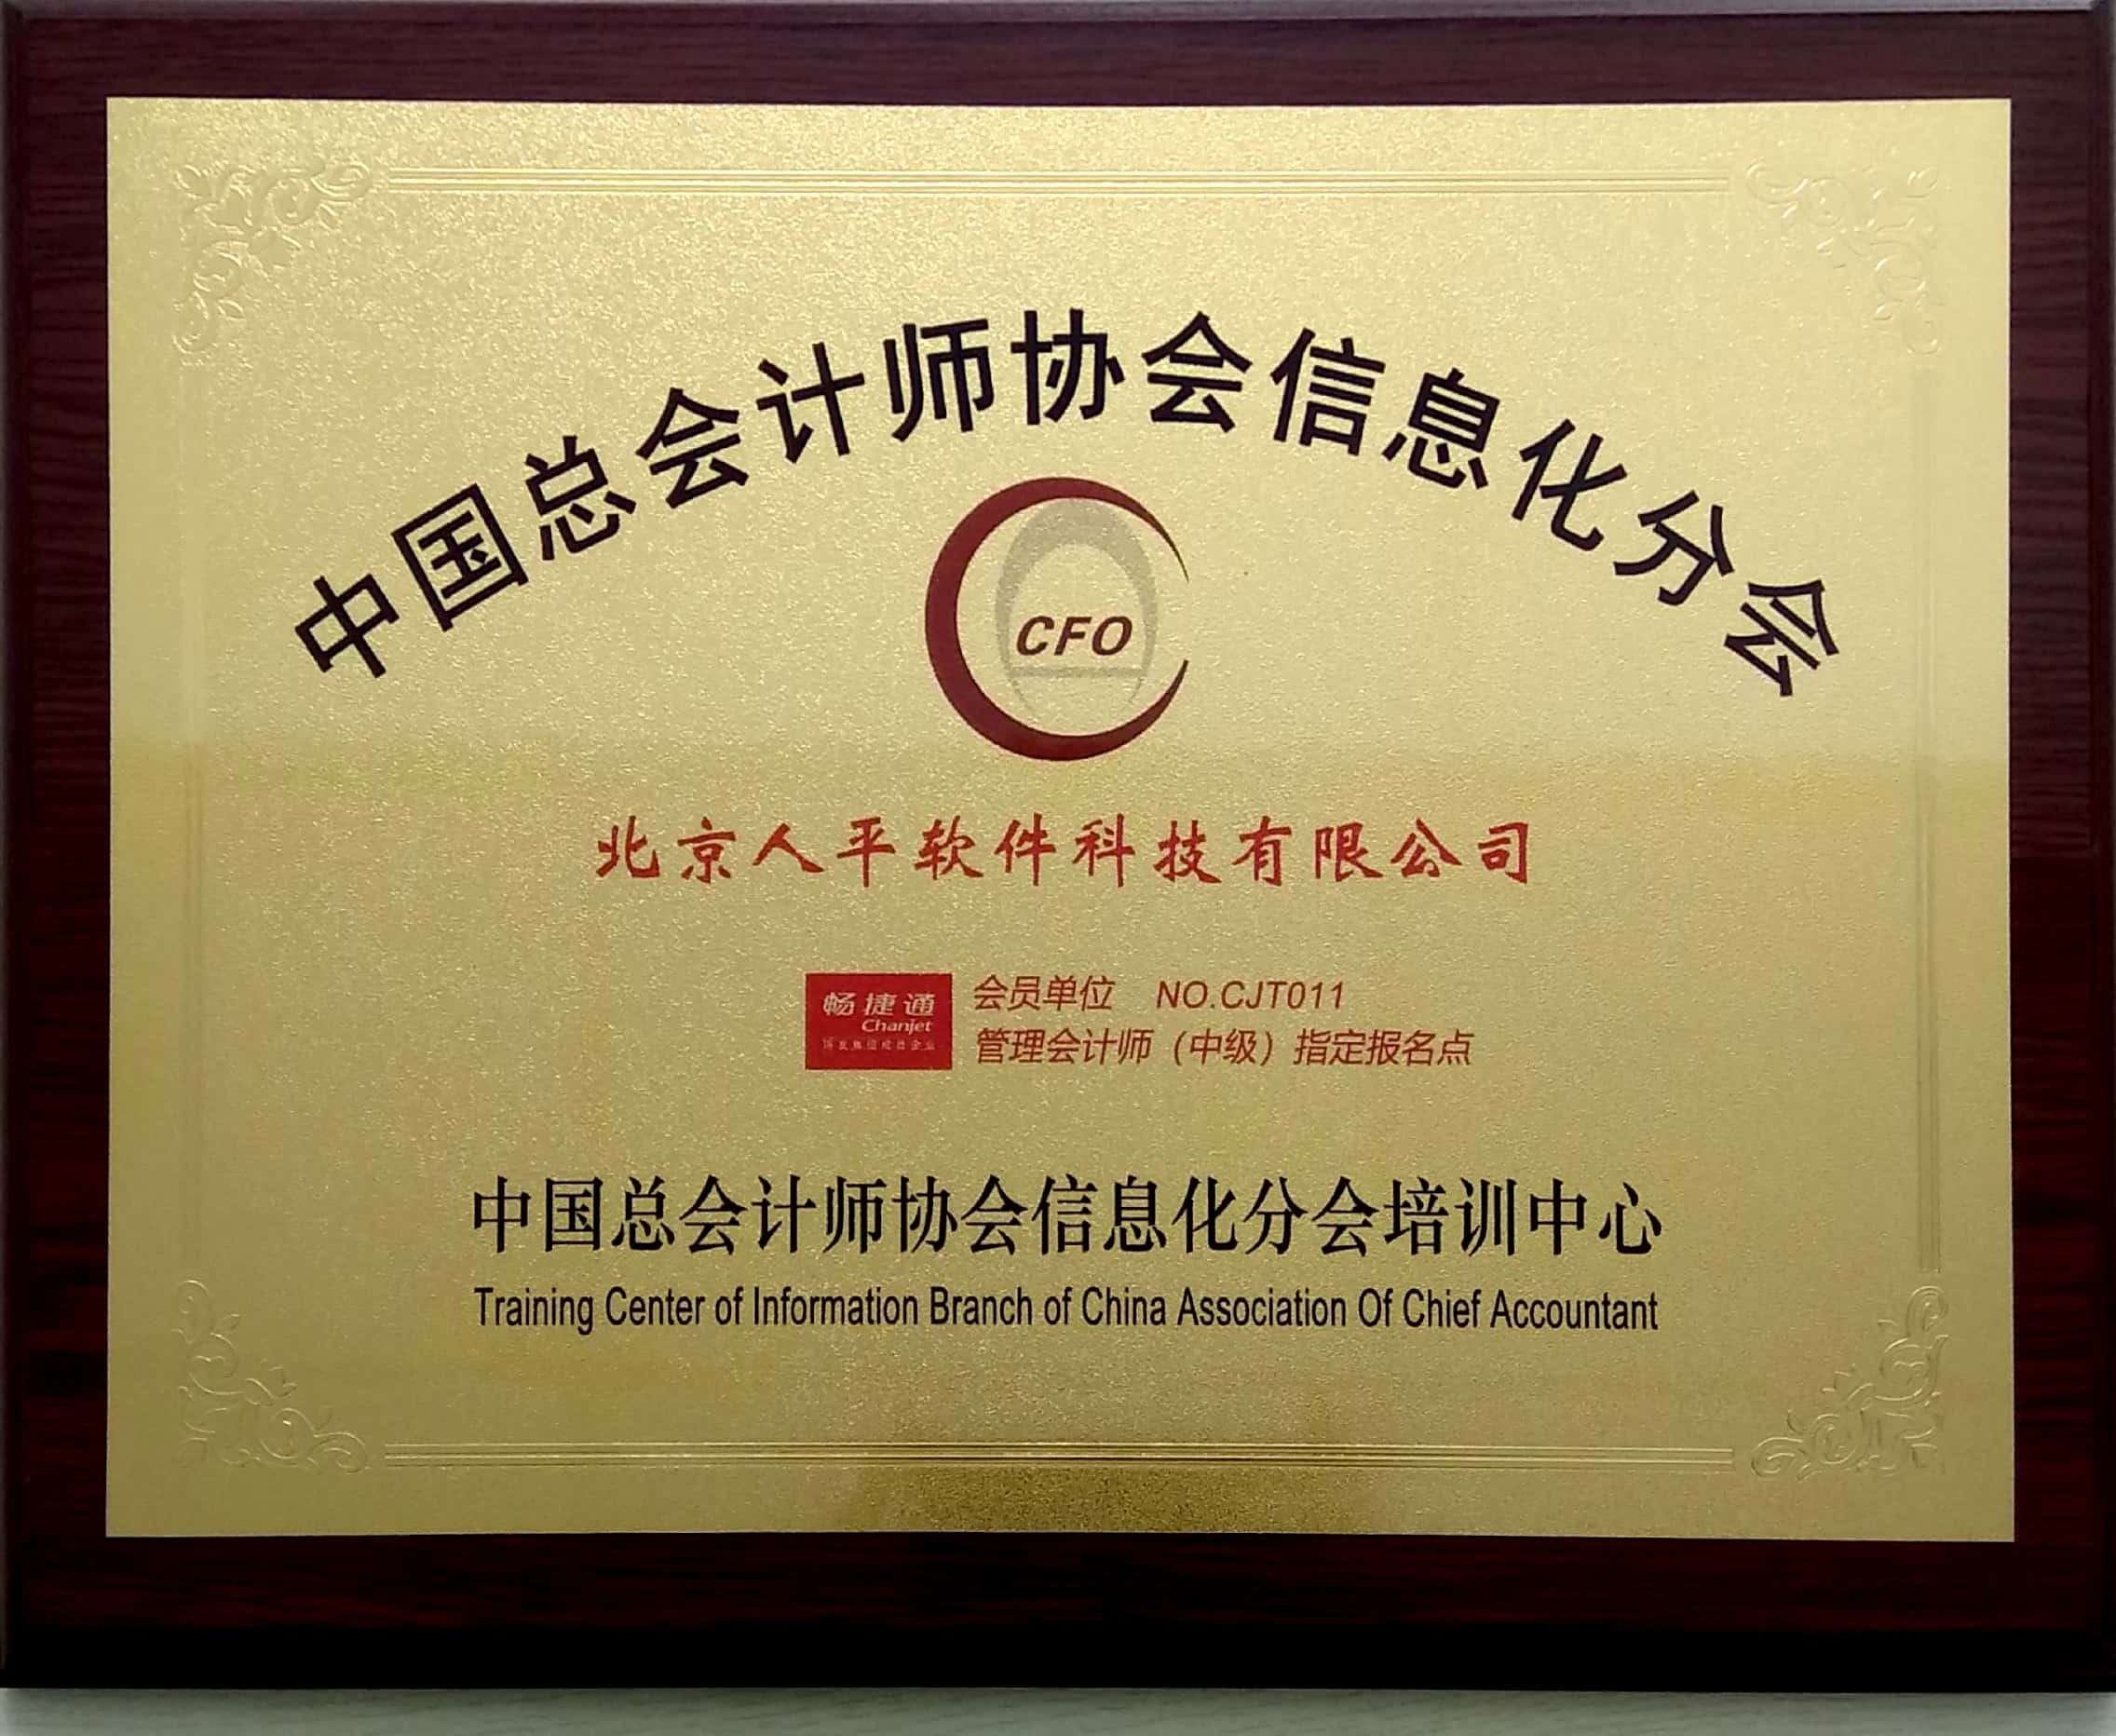 中国总会计师协会信息化分会
CFO
北京人平软件科技有限公司
畅捷通
Chanjet
会员单位 NO.CJT011
管理会计师（中级）指定报名点
中国总会计师协会信息化分会培训中心
Training Center of Information Branch of China Association Of Chief Accountant